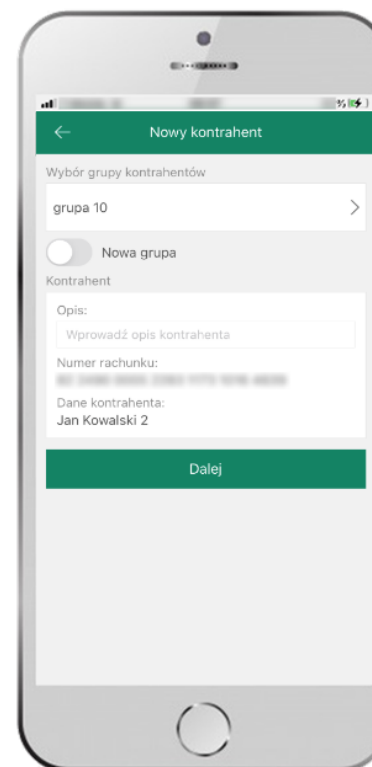 Nowy kontrahent
Wybór grupy kontrahentów
grupa 10
Nowa grupa
Kontrahent
Opis:
Wprowadź opis kontrahenta
Numer rachunku:
Dane kontrahenta:
Jan Kowalski 2
Dalej